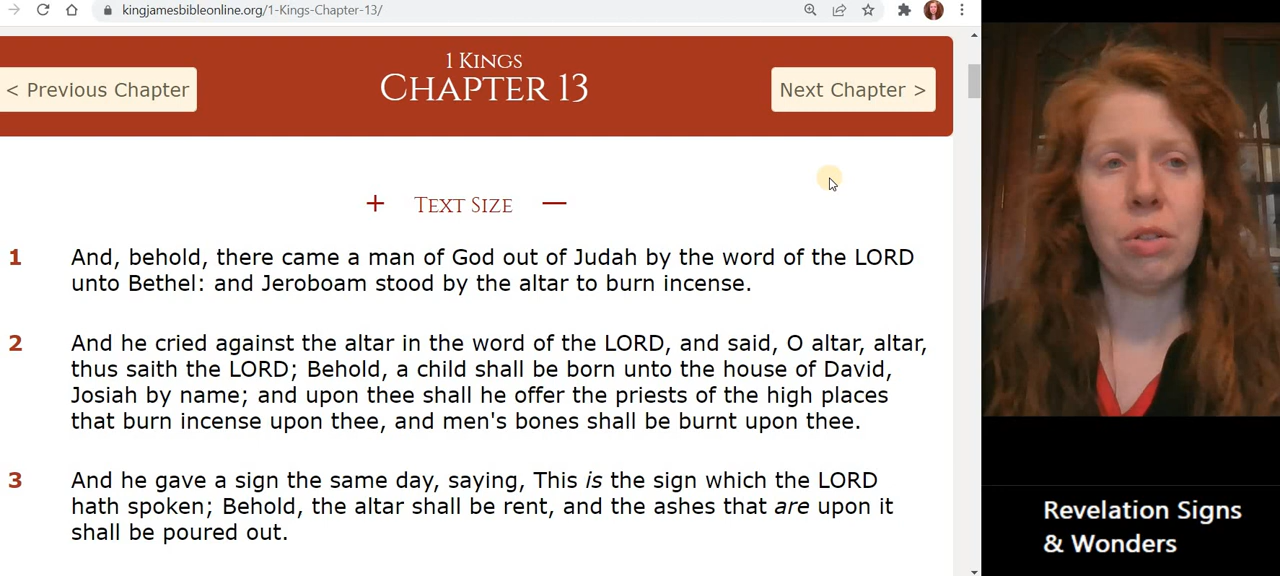 kingjamesbibleonline.org/1-Kings-Chapter-13/
1 Kings
< Previous Chapter
Chapter 13
Next Chapter >
+ Text Size —
1 And, behold, there came a man of God out of Judah by the word of the LORD
unto Bethel: and Jeroboam stood by the altar to burn incense.
2 And he cried against the altar in the word of the LORD, and said, O altar, altar,
thus saith the LORD; Behold, a child shall be born unto the house of David,
Josiah by name; and upon thee shall he offer the priests of the high places
that burn incense upon thee, and men's bones shall be burnt upon thee.
3 And he gave a sign the same day, saying, This is the sign which the LORD
hath spoken; Behold, the altar shall be rent, and the ashes that are upon it
shall be poured out.
Revelation Signs
& Wonders